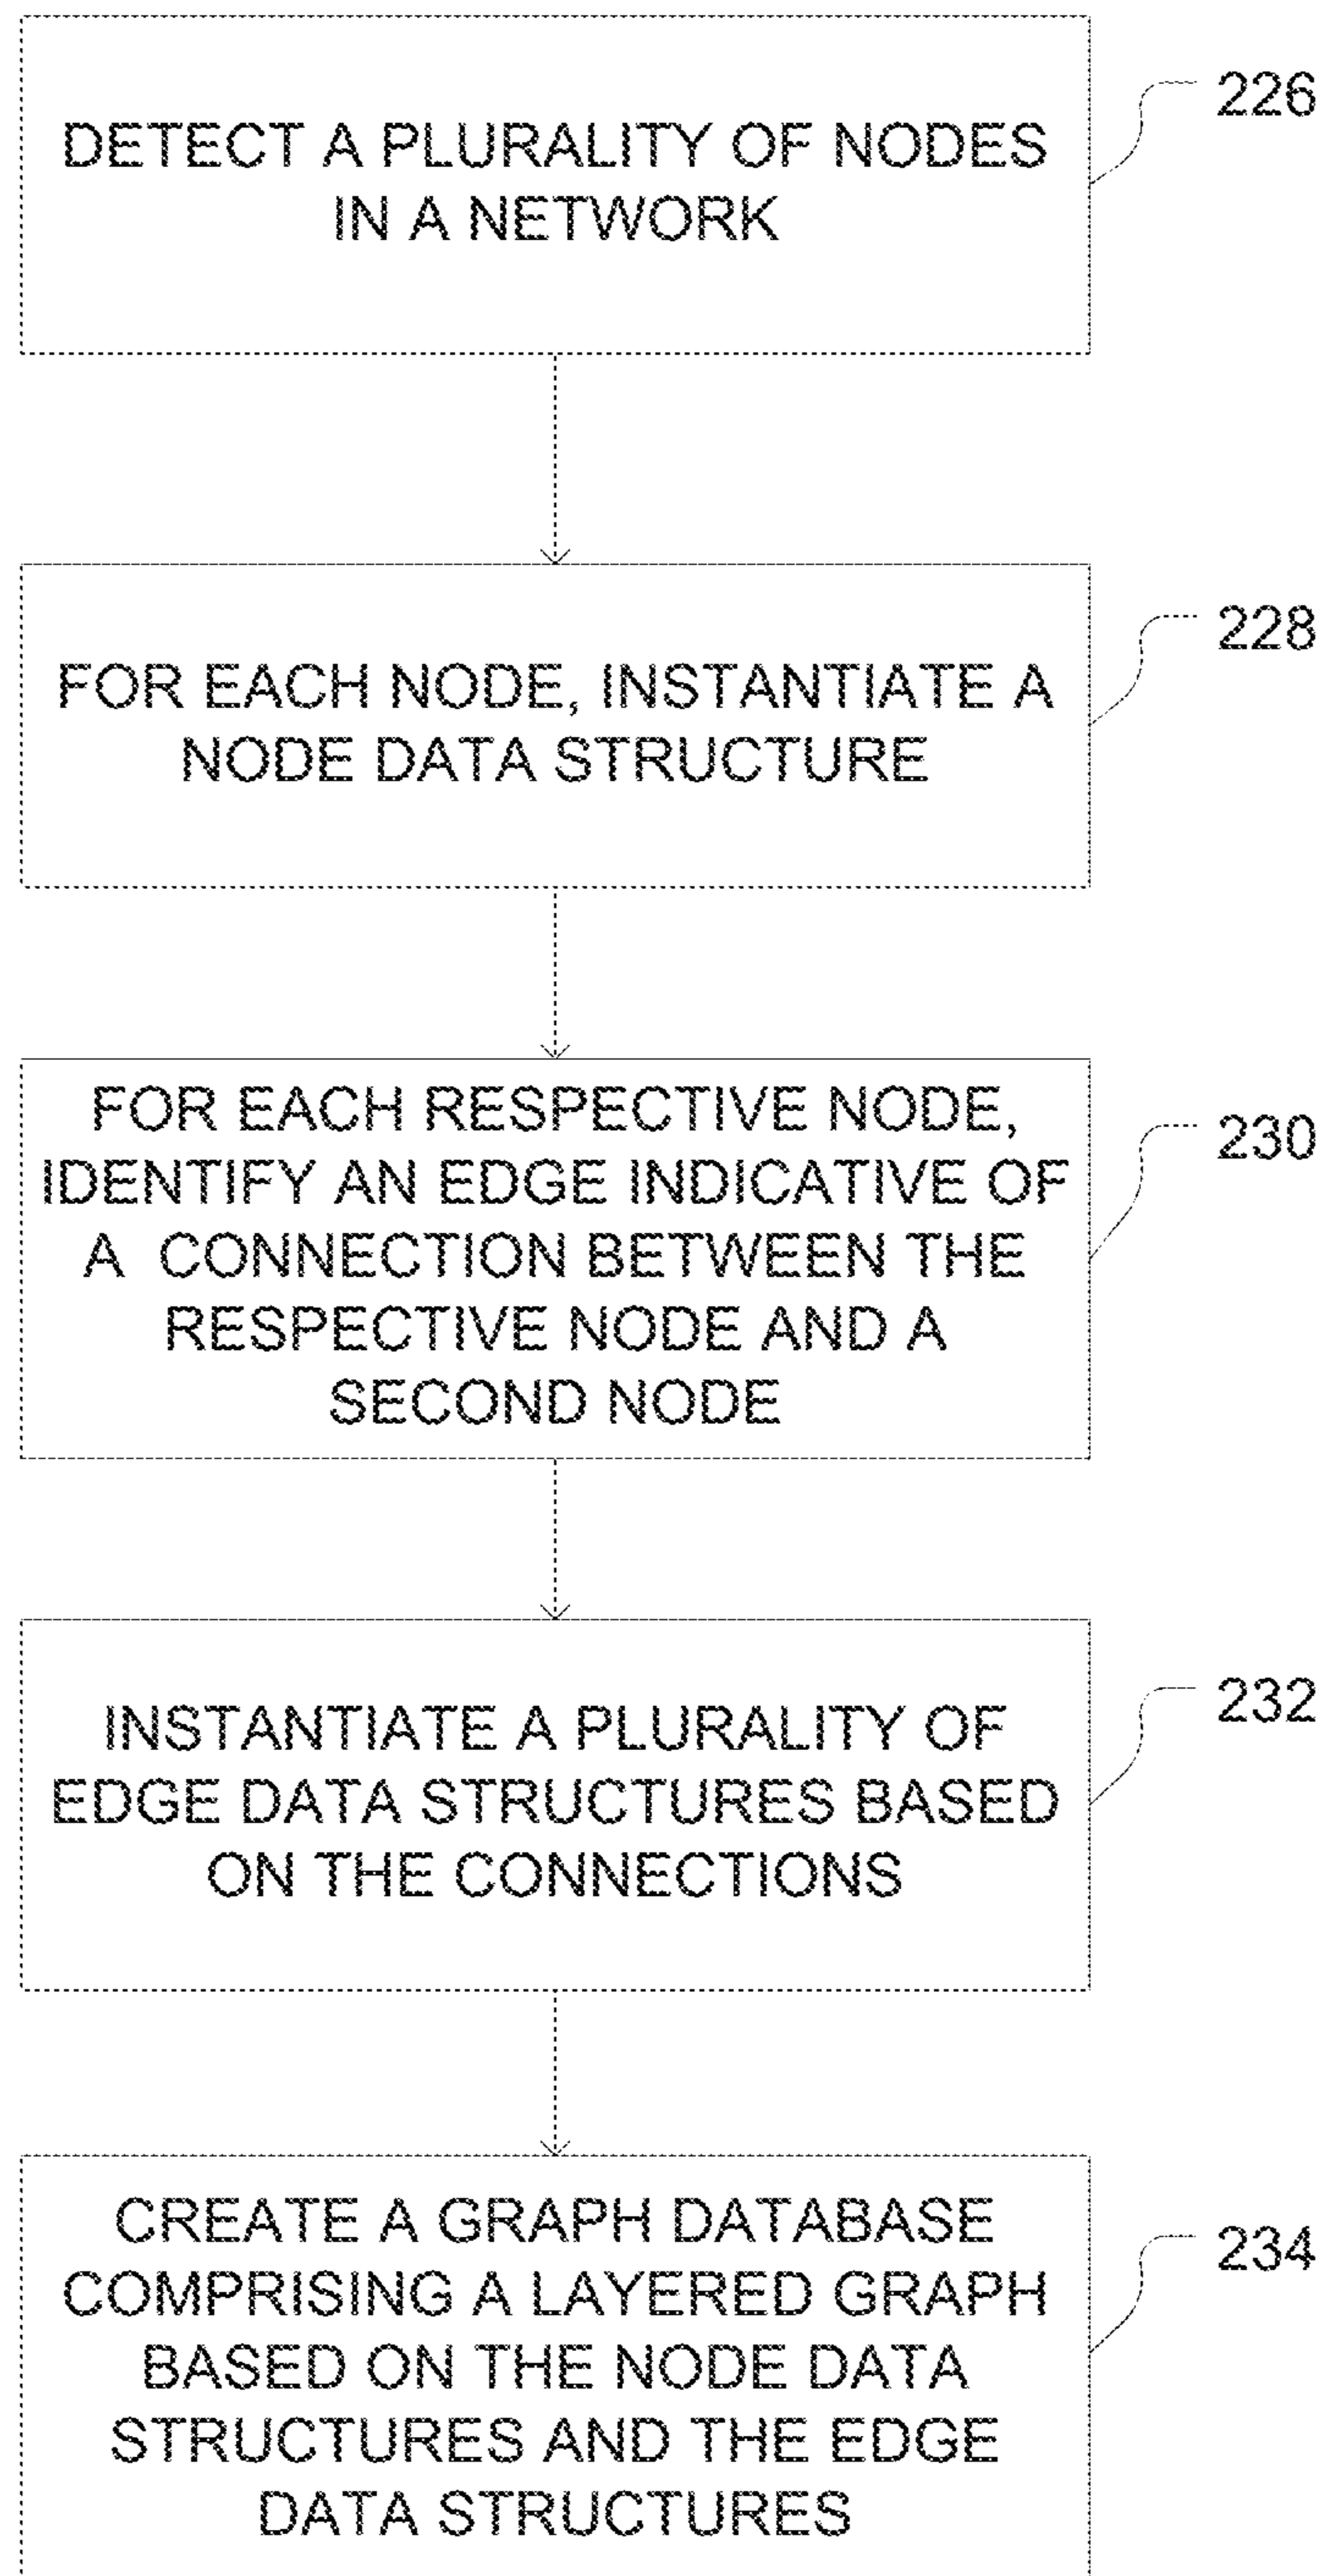 DETECT A PLURALITY OF NODES
IN A NETWORK
226
FOR EACH NODE, INSTANTIATE A
NODE DATA STRUCTURE
228
FOR EACH RESPECTIVE NODE,
IDENTIFY AN EDGE INDICATIVE OF
A CONNECTION BETWEEN THE
RESPECTIVE NODE AND A
SECOND NODE
230
INSTANTIATE A PLURALITY OF
EDGE DATA STRUCTURES BASED
ON THE CONNECTIONS
232
CREATE A GRAPH DATABASE
COMPRISING A LAYERED GRAPH
BASED ON THE NODE DATA
STRUCTURES AND THE EDGE
DATA STRUCTURES
234